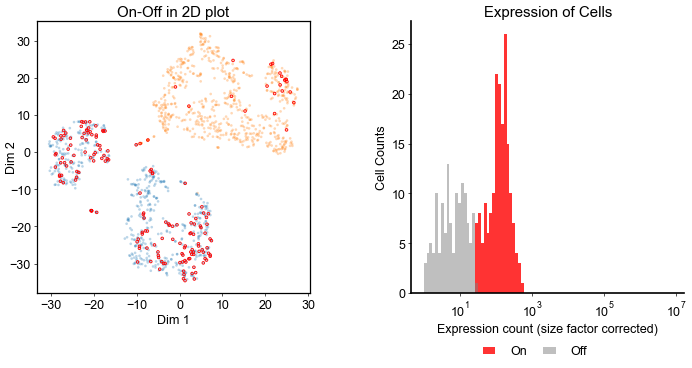 On-Off in 2D plot
Dim 2
30
20
10
0
−10
−20
−30
−30 −20 −10 0 10 20 30
Dim 1
Expression of Cells
Cell Counts
25
20
15
10
5
0
10^1 10^3 10^5 10^7
Expression count (size factor corrected)
On Off